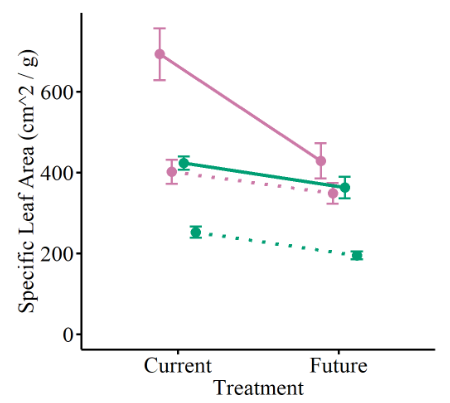 Specific Leaf Area (cm^2 / g)
600
400
200
0
Current Future
Treatment